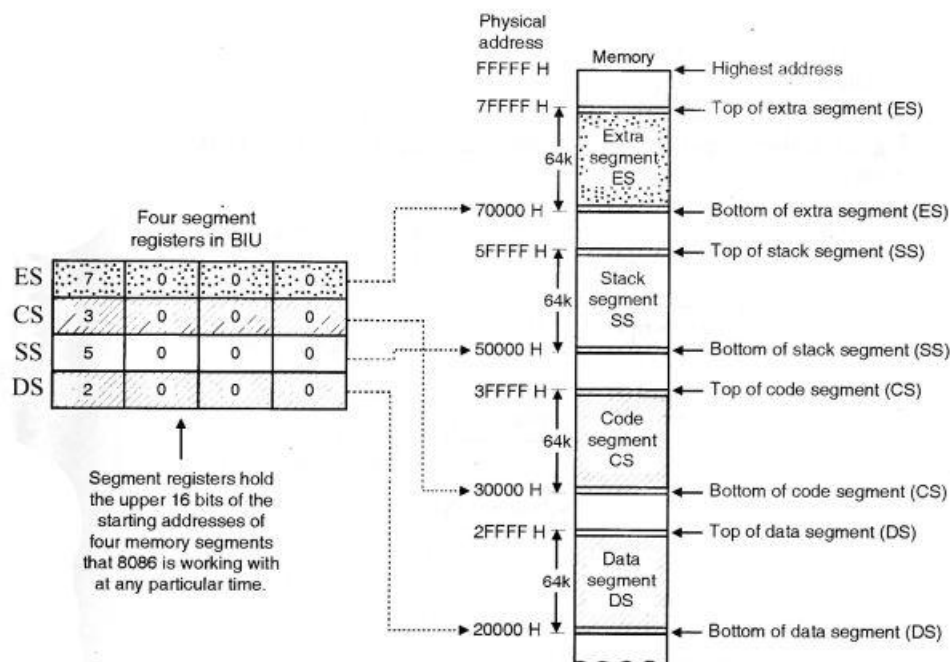 Physical
address
Memory
FFFFF H
Highest address
7FFFF H
Top of extra segment (ES)
Extra
segment
ES
64k
70000 H
Bottom of extra segment (ES)
Four segment
registers in BIU
5FFFF H
Top of stack segment (SS)
ES 7 0 0 0
CS 3 0 0 0
SS 5 0 0 0
DS 2 0 0 0
Stack
segment
SS
64k
50000 H
Bottom of stack segment (SS)
3FFFF H
Top of code segment (CS)
Code
segment
CS
64k
30000 H
Bottom of code segment (CS)
Segment registers hold
the upper 16 bits of the
starting addresses of
four memory segments
that 8086 is working with
at any particular time.
2FFFF H
Top of data segment (DS)
Data
segment
DS
64k
20000 H
Bottom of data segment (DS)